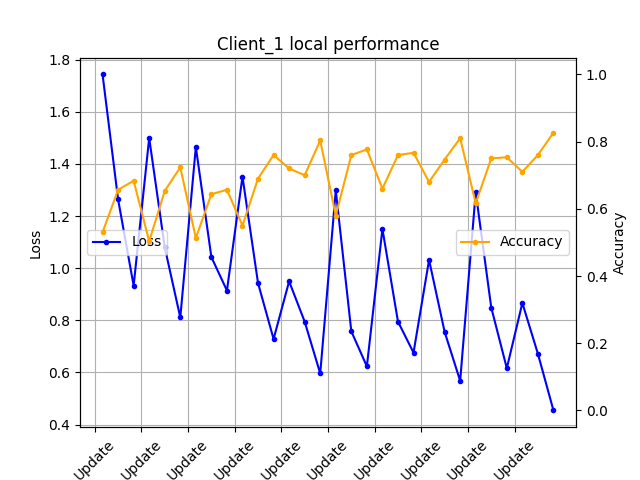 Client_1 local performance
Loss
1.8
1.6
1.4
1.2
1.0
0.8
0.6
0.4
Loss
Accuracy
1.0
0.8
0.6
0.4
0.2
0.0
Accuracy
Update Update Update Update Update Update Update Update Update Update